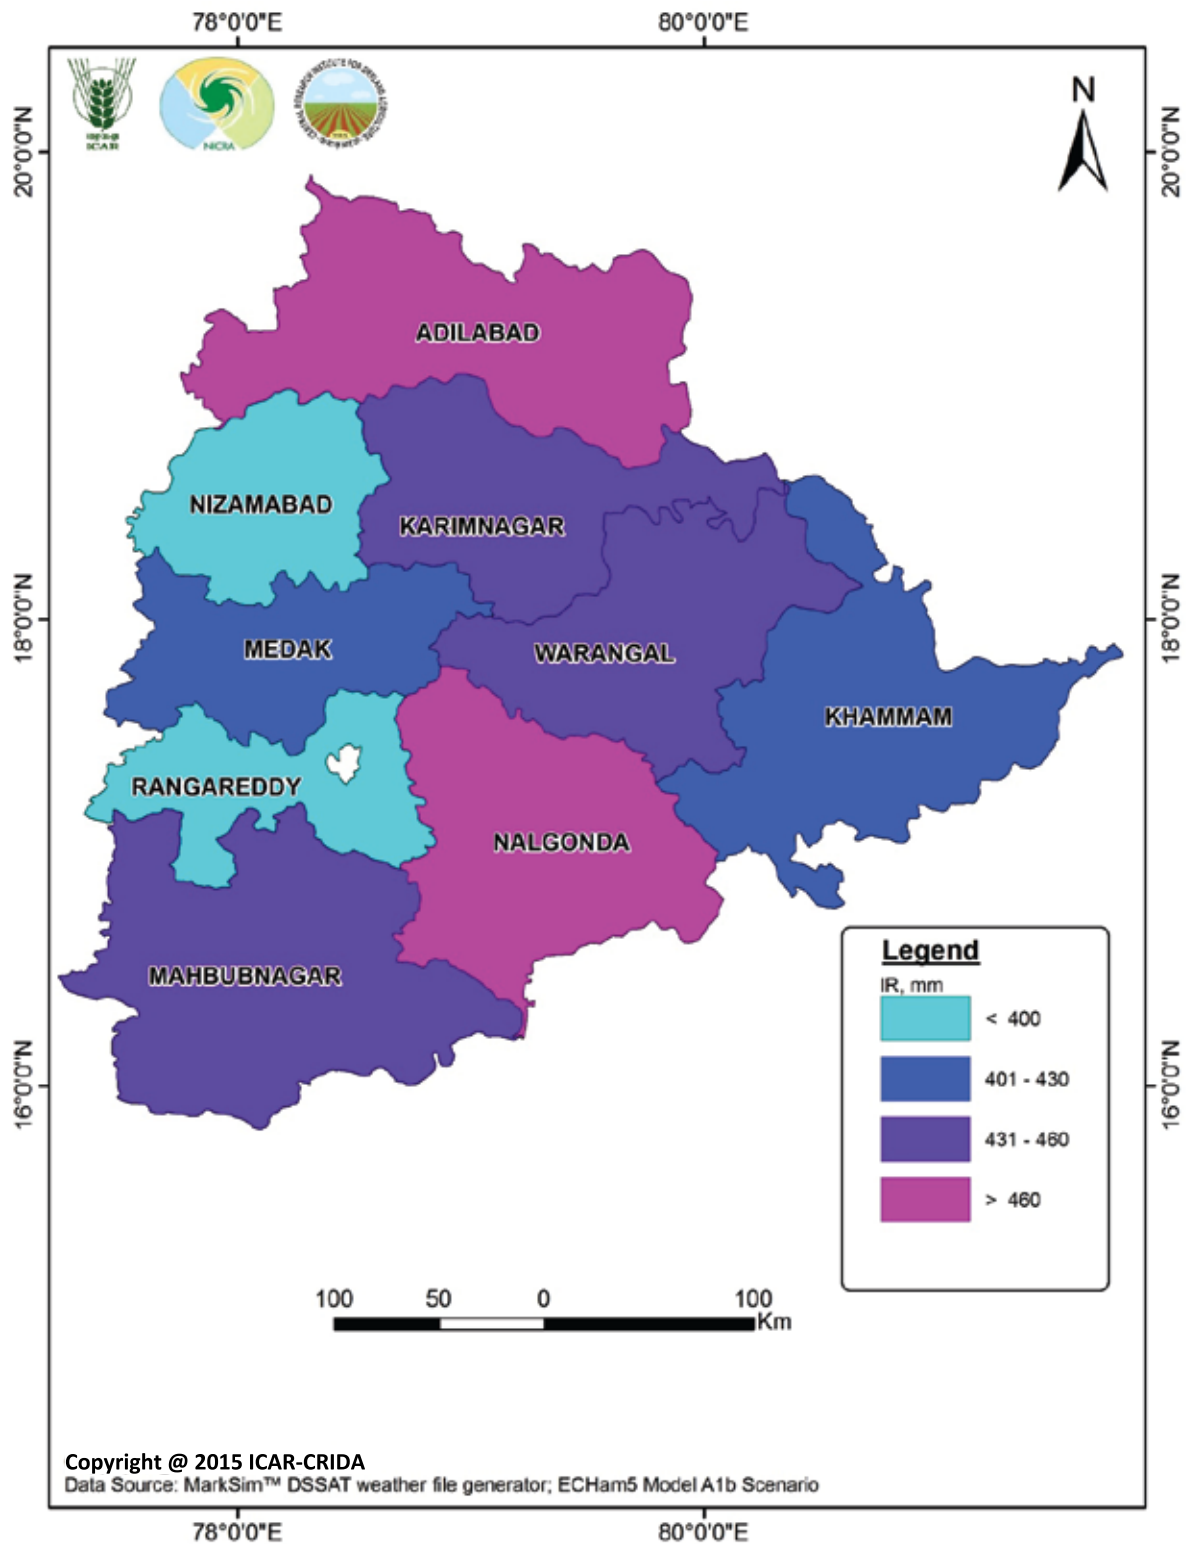 78°0'0"E 80°0'0"E
20°0'0"N 20°0'0"N
ICAR
NICRA
N
ADILABAD
NIZAMABAD
KARIMNAGAR
18°0'0"N 18°0'0"N
MEDAK
WARANGAL
KHAMMAM
RANGAREDDY
NALGONDA
MAHBUBNAGAR
16°0'0"N 16°0'0"N
Legend
IR, mm
< 400
401 - 430
431 - 460
> 460
100 50 0 100
Km
Copyright @ 2015 ICAR-CRIDA
Data Source: MarkSim™ DSSAT weather file generator; ECHam5 Model A1b Scenario
78°0'0"E 80°0'0"E